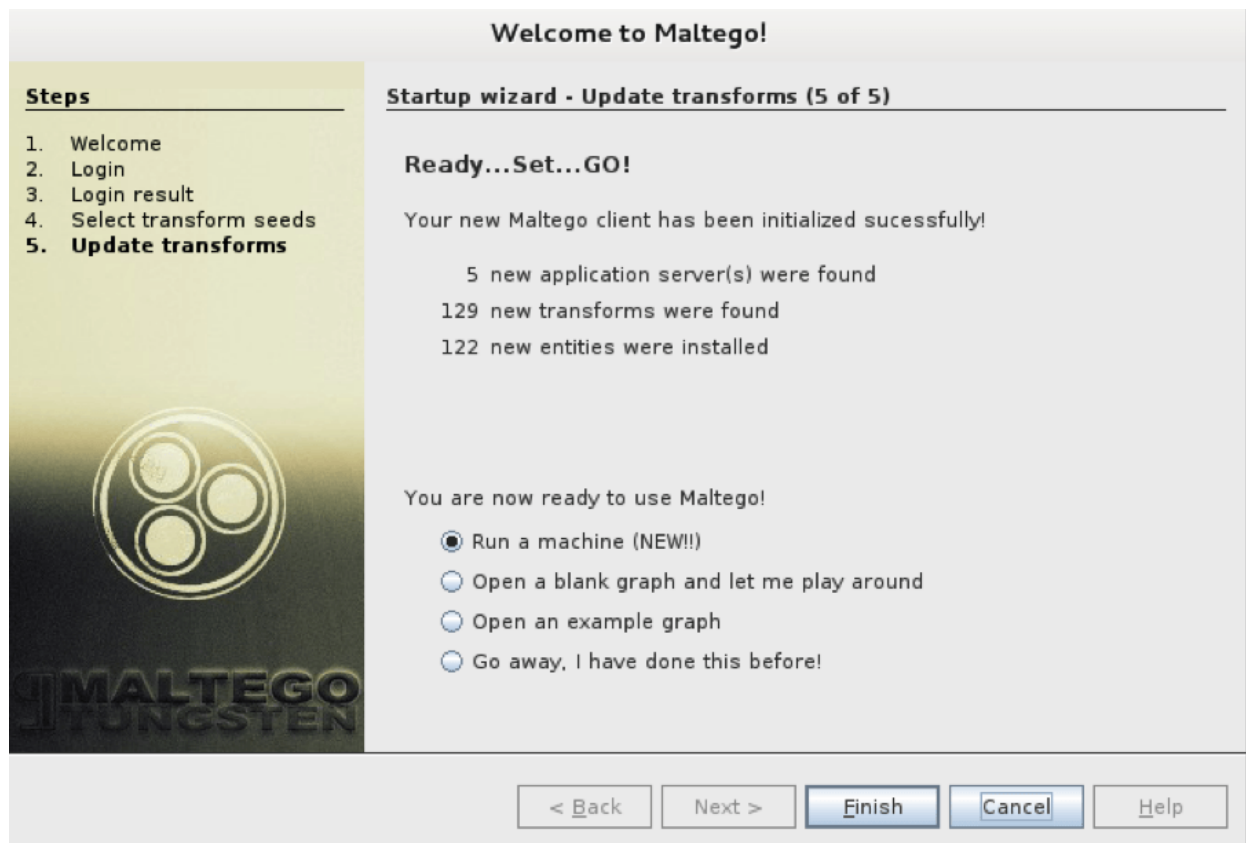 Welcome to Maltego!
Steps
1. Welcome
2. Login
3. Login result
4. Select transform seeds
5. Update transforms
MALTEGO
TUNGSTEN
Startup wizard - Update transforms (5 of 5)
Ready...Set...GO!
Your new Maltego client has been initialized sucessfully!
5 new application server(s) were found
129 new transforms were found
122 new entities were installed
You are now ready to use Maltego!
Run a machine (NEW!!)
Open a blank graph and let me play around
Open an example graph
Go away, I have done this before!
< Back Next > Finish Cancel Help